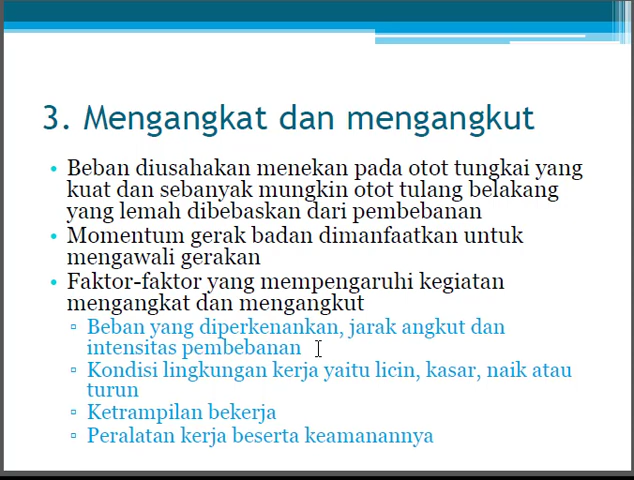 3. Mengangkat dan mengangkut
• Beban diusahakan menekan pada otot tungkai yang
kuat dan sebanyak mungkin otot tulang belakang
yang lemah dibebaskan dari pembebanan
• Momentum gerak badan dimanfaatkan untuk
mengawali gerakan
• Faktor-faktor yang mempengaruhi kegiatan
mengangkat dan mengangkut
▫ Beban yang diperkenankan, jarak angkut dan
intensitas pembebanan
▫ Kondisi lingkungan kerja yaitu licin, kasar, naik atau
turun
▫ Ketrampilan bekerja
▫ Peralatan kerja beserta keamanannya